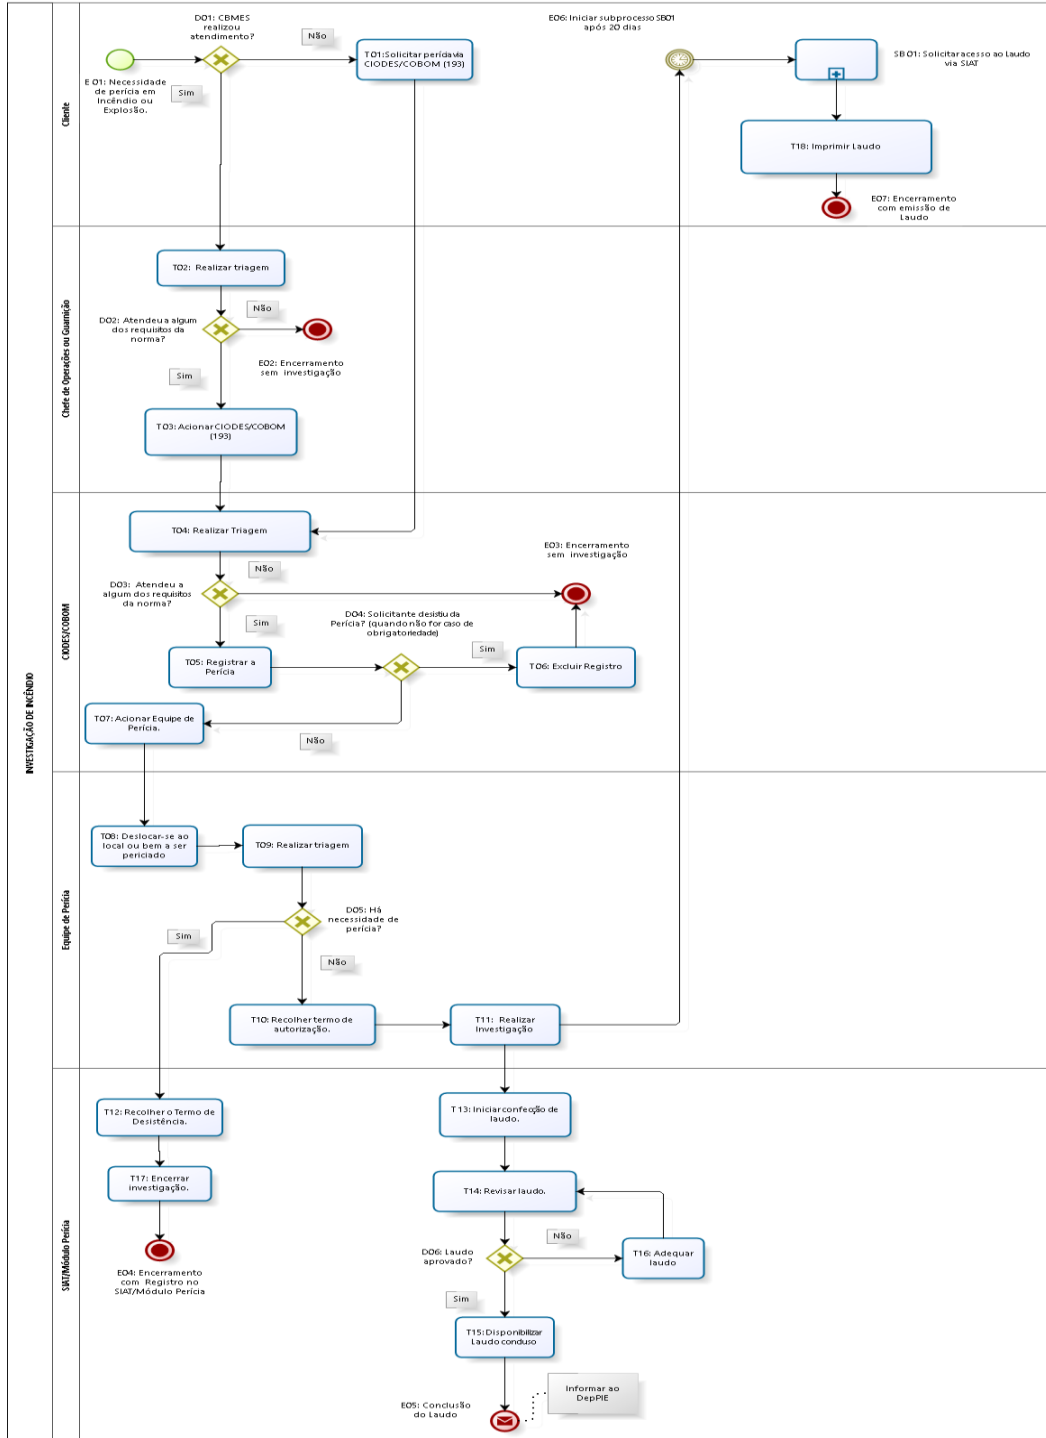 INVESTIGAÇÃO DE INCÊNDIO
Cliente
D01: CBMES
realizou
atendimento?
Não
Sim
E 01: Necessidade
de perícia em
Incêndio ou
Explosão.
T01: Solicitar perícia via
CIODES/COBOM (193)
E06: Iniciar subprocesso SB01
após 20 dias
SB 01: Solicitar acesso ao Laudo
via SIAT
T18: Imprimir Laudo
E07: Encerramento
com emissão de
Laudo
Chefe de Operações ou Guarnição
T02: Realizar triagem
D02: Atendeu a algum
dos requisitos da
norma?
Não
Sim
E02: Encerramento
sem investigação
T03: Acionar CIODES/COBOM
(193)
CIODES/COBOM
T04: Realizar Triagem
Não
D03: Atendeu a
algum dos requisitos
da norma?
Sim
E03: Encerramento
sem investigação
D04: Solicitante desistiu da
Perícia? (quando não for caso de
obrigatoriedade)
Sim
T05: Registrar a
Perícia
T06: Excluir Registro
T07: Acionar Equipe de
Perícia.
Não
Equipe de Perícia
T08: Deslocar-se ao
local ou bem a ser
periciado
T09: Realizar triagem
D05: Há
necessidade de
perícia?
Sim
Não
T10: Recolher termo de
autorização.
T11: Realizar
Investigação
SIAT/Módulo Perícia
T12: Recolher o Termo de
Desistência.
T13: Iniciar confecção de
laudo.
T17: Encerrar
investigação.
T14: Revisar laudo.
D06: Laudo
aprovado?
Não
T16: Adequar
laudo
E04: Encerramento
com Registro no
SIAT/Módulo Perícia
Sim
T15: Disponibilizar
Laudo concluso
E05: Conclusão
do Laudo
Informar ao
DepPIE